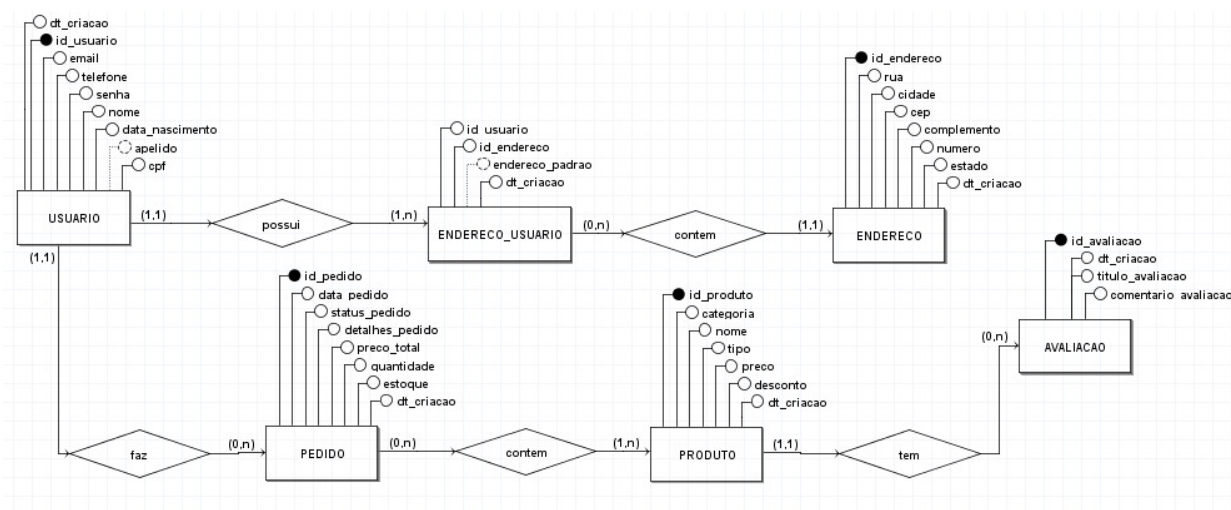 dt_criacao
id_usuario
email
telefone
senha
nome
data_nascimento
apelido
cpf
USUARIO
(1,1)
possui
(1,n)
id_usuario
id_endereco
endereco_padrao
dt_criacao
ENDERECO_USUARIO
(0,n)
contem
(1,1)
id_endereco
rua
cidade
cep
complemento
numero
estado
dt_criacao
ENDERECO
(1,1)
faz
(0,n)
id_pedido
data_pedido
status_pedido
detalhes_pedido
preco_total
quantidade
estoque
dt_criacao
PEDIDO
(0,n)
contem
(1,n)
id_produto
categoria
nome
tipo
preco
desconto
dt_criacao
PRODUTO
(1,1)
tem
(0,n)
id_avaliacao
dt_criacao
titulo_avaliacao
comentario_avaliacao
AVALIACAO